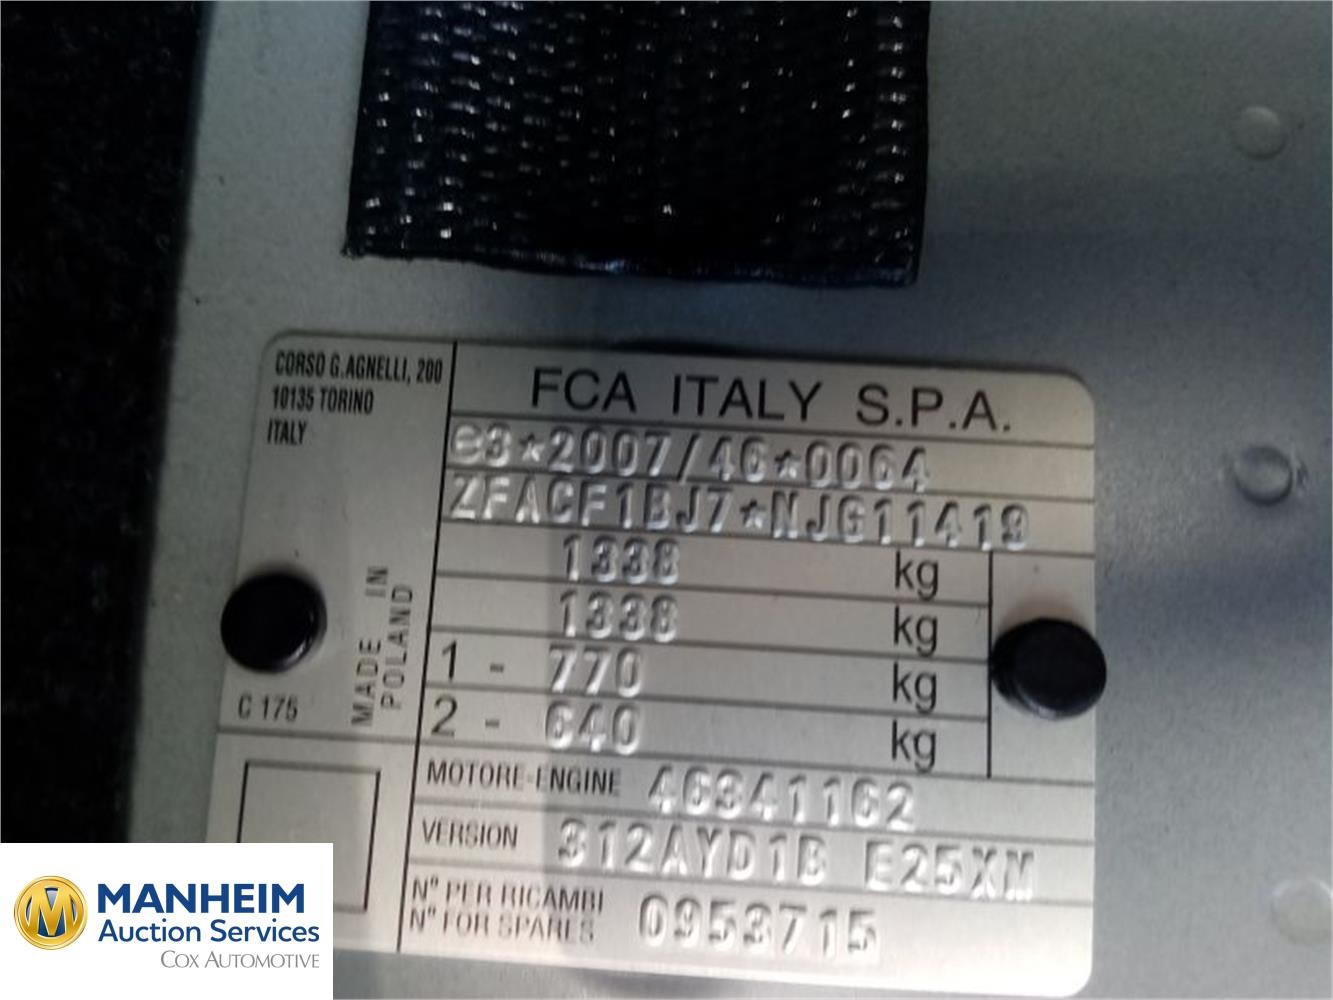 CORSO G. AGNELLI, 200
10135 TORINO
ITALY
MADE IN
POLAND
C 175
FCA ITALY S.P.A.
e3*2007/46*0064
ZFACF1BJ7*NJG11419
1338 kg
1338 kg
1 - 770 kg
2 - 640 kg
MOTORE-ENGINE 46341162
VERSION 312AYD1B E25XM
N° PER RICAMBI
N° FOR SPARES 0953715
MANHEIM
Auction Services
COX AUTOMOTIVE